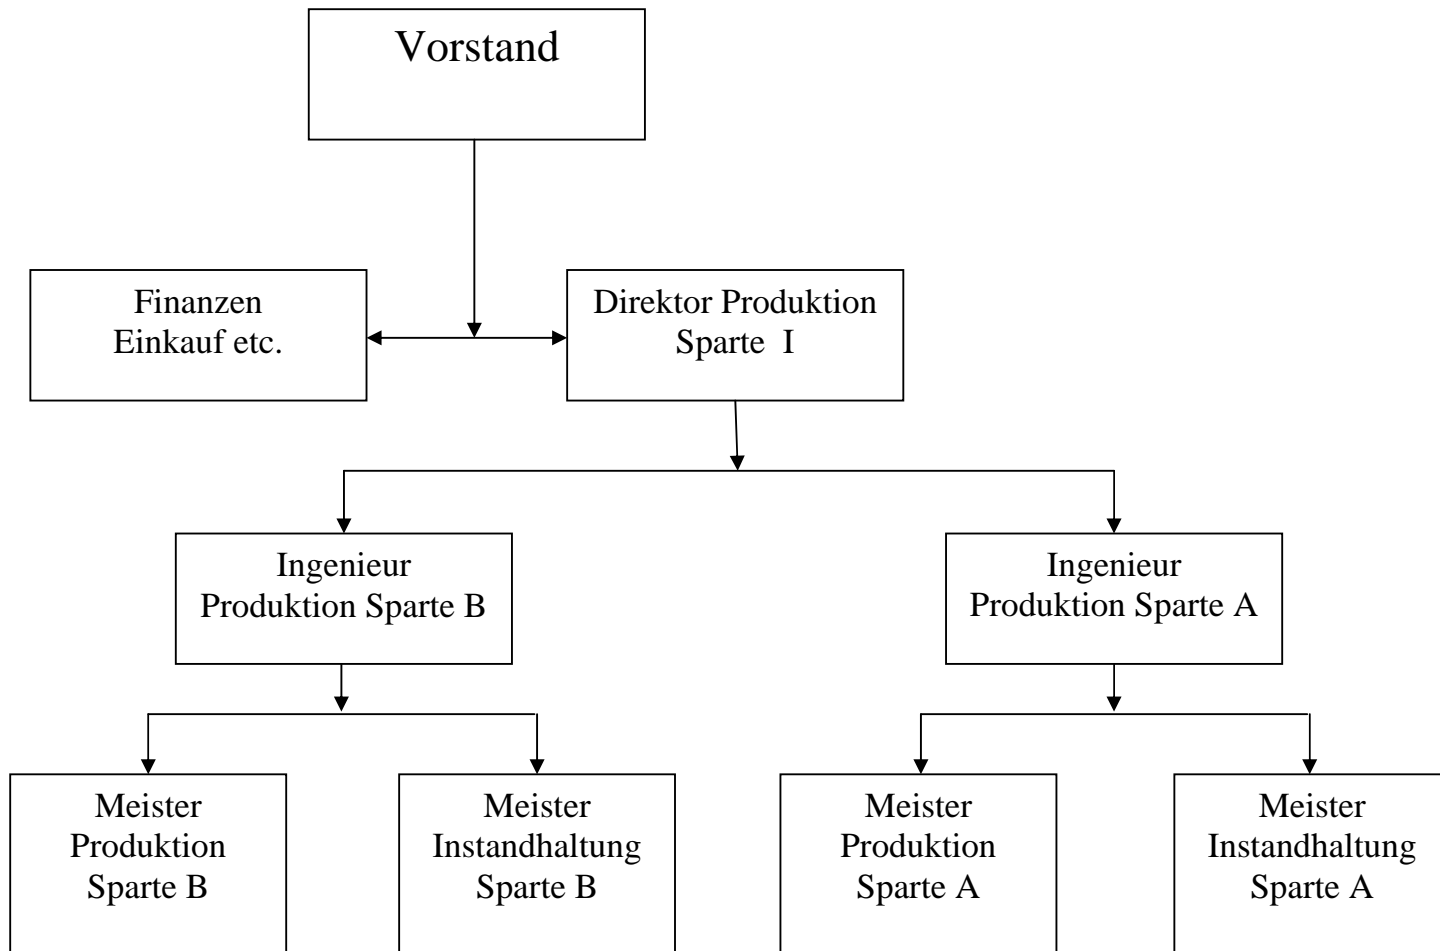 Vorstand
Finanzen
Einkauf etc.
Direktor Produktion
Sparte  I
Ingenieur
Produktion Sparte B
Ingenieur
Produktion Sparte A
Meister
Produktion
Sparte B
Meister
Instandhaltung
Sparte B
Meister
Produktion
Sparte A
Meister
Instandhaltung
Sparte A